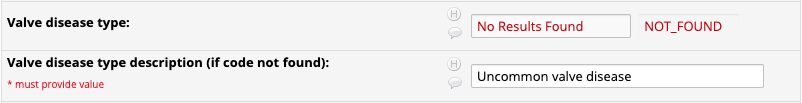 Valve disease type:
H
No Results Found
NOT_FOUND
Valve disease type description (if code not found):
H
* must provide value
Uncommon valve disease